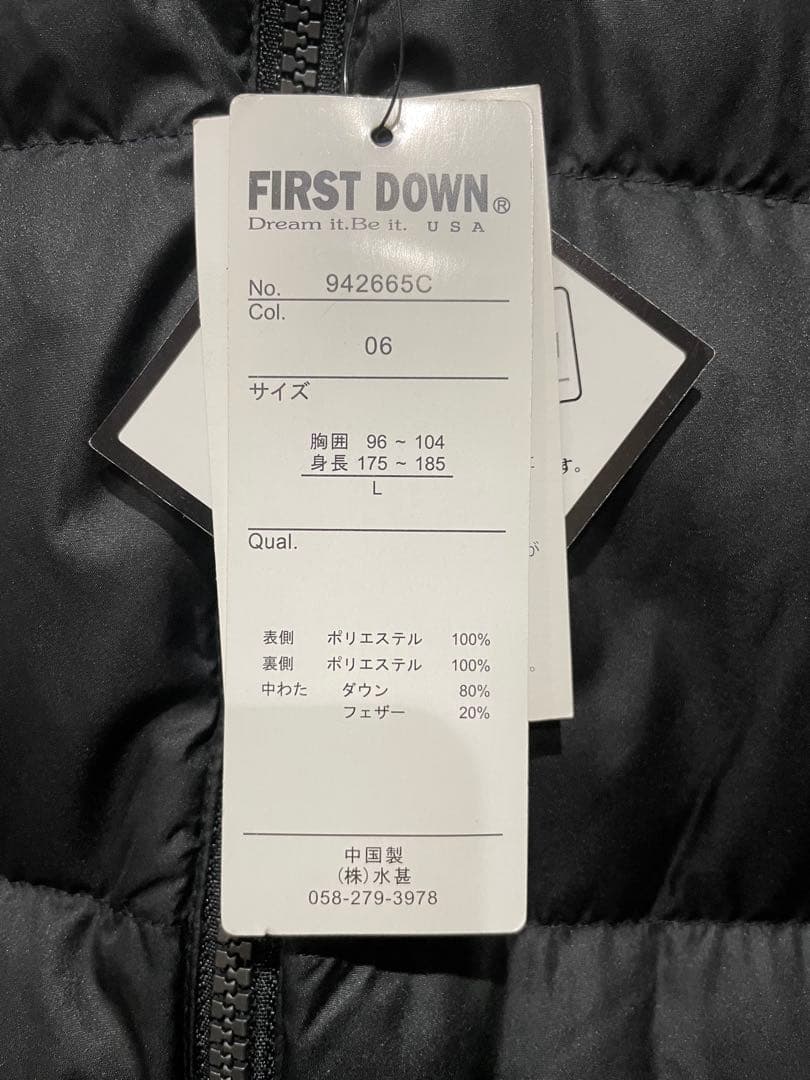 FIRST DOWN®
Dream it.Be it. USA
No. 942665C
Col.
06
サイズ
胸囲 96 ~ 104
身長 175 ~ 185
L
Qual.
表側 ポリエステル 100%
裏側 ポリエステル 100%
中わた ダウン 80%
フェザー 20%
中国製
(株)水甚
058-279-3978
す。
が
。